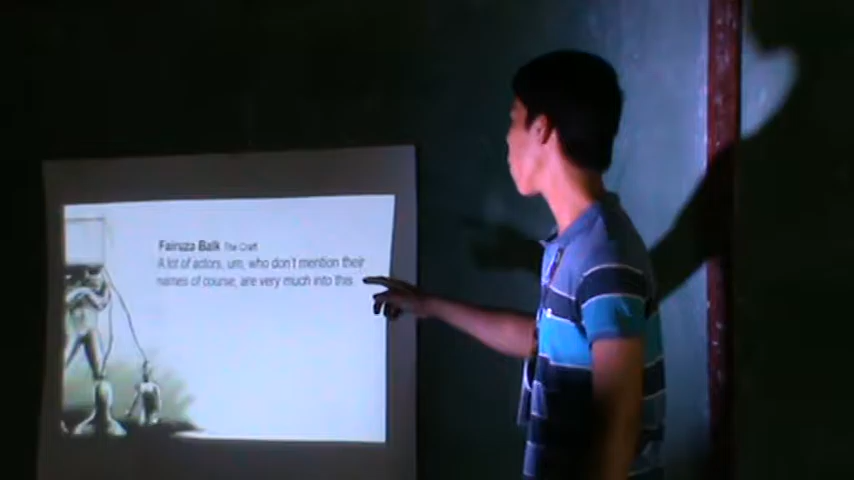 Fairuza Balk The Craft
A lot of actors, um, who don't mention their
names of course, are very much into this